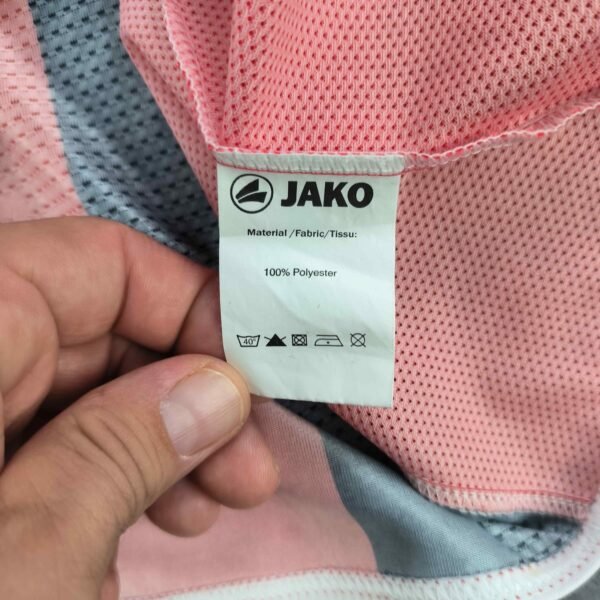 JAKO
Material /Fabric/Tissu:
100% Polyester
40°